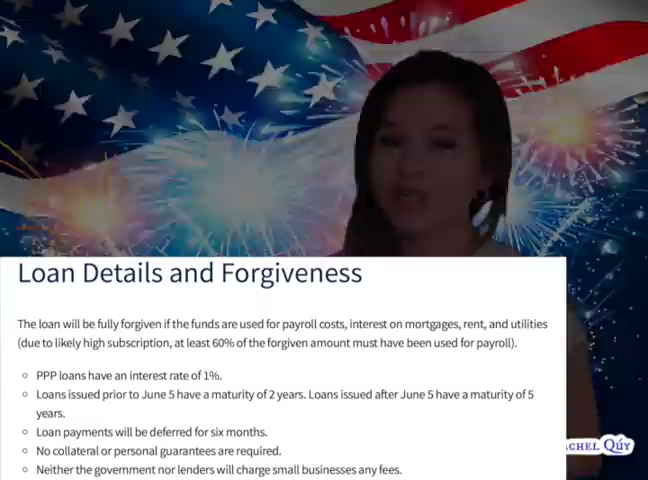 Loan Details and Forgiveness
The loan will be fully forgiven if the funds are used for payroll costs, interest on mortgages, rent, and utilities
(due to likely high subscription, at least 60% of the forgiven amount must have been used for payroll).
○ PPP loans have an interest rate of 1%.
○ Loans issued prior to June 5 have a maturity of 2 years. Loans issued after June 5 have a maturity of 5
years.
○ Loan payments will be deferred for six months.
○ No collateral or personal guarantees are required.
CHEL Qúy
○ Neither the government nor lenders will charge small businesses any fees.